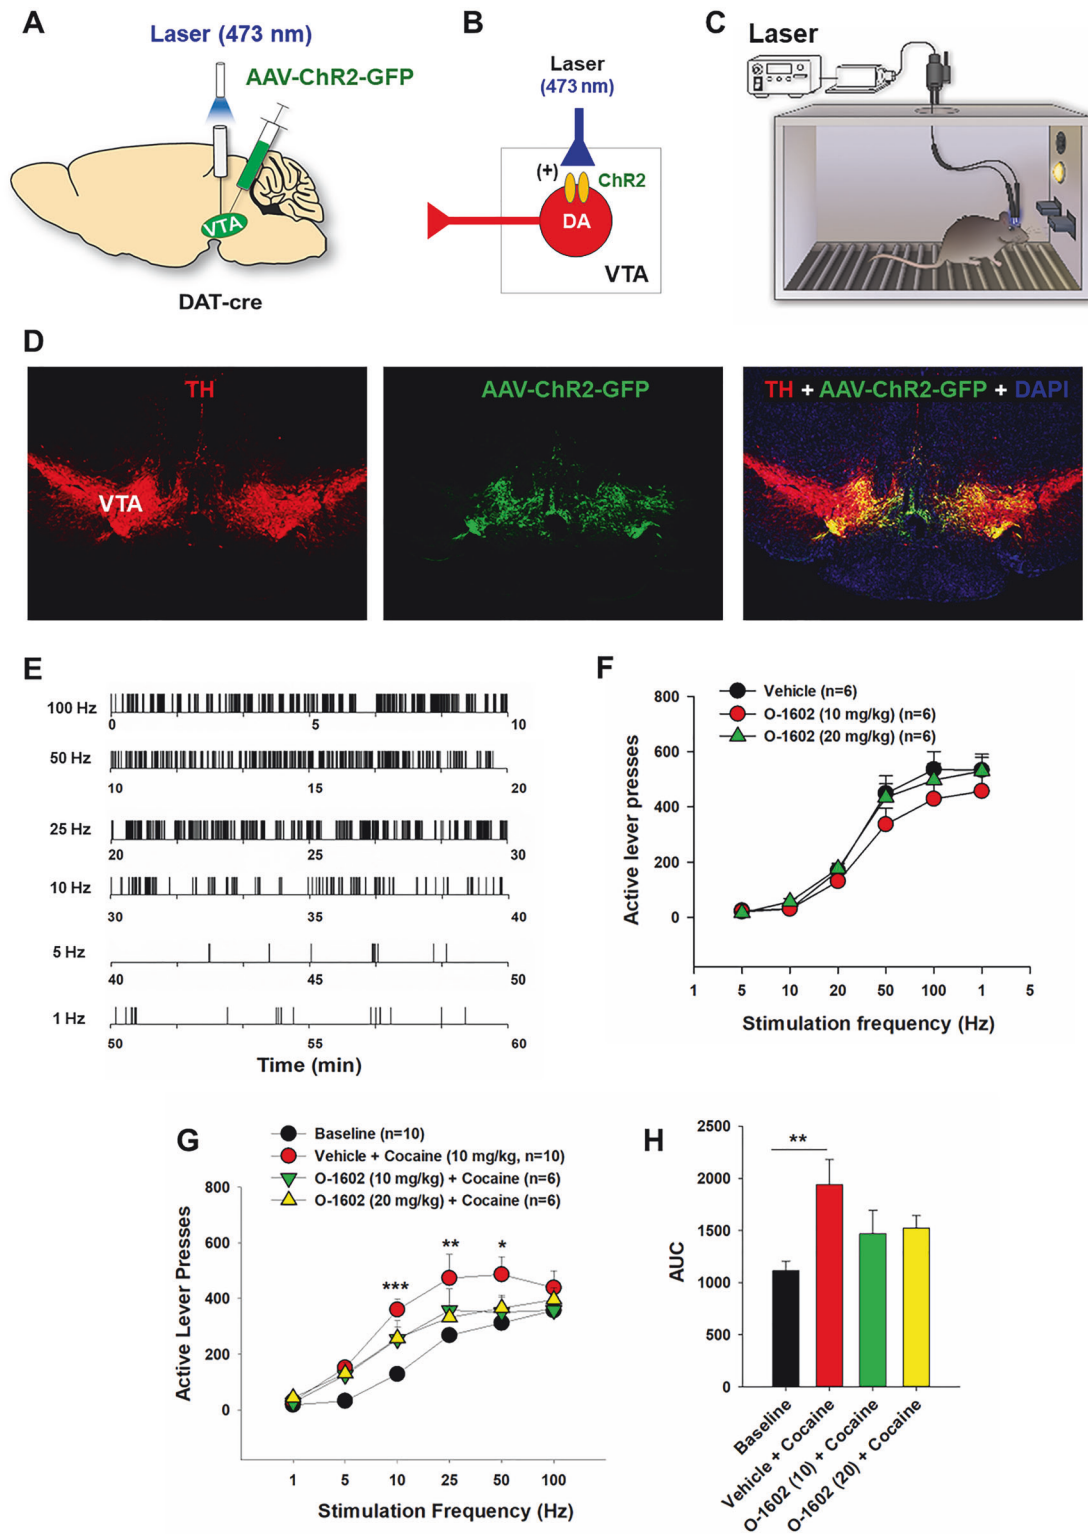 A
Laser (473 nm)
AAV-ChR2-GFP
VTA
DAT-cre
B
Laser
(473 nm)
(+)
ChR2
DA
VTA
C
Laser
D
TH
VTA
AAV-ChR2-GFP
TH + AAV-ChR2-GFP + DAPI
E
100 Hz
0 5 10
50 Hz
10 15 20
25 Hz
20 25 30
10 Hz
30 35 40
5 Hz
40 45 50
1 Hz
50 55 60
Time (min)
F
Vehicle (n=6)
O-1602 (10 mg/kg) (n=6)
O-1602 (20 mg/kg) (n=6)
Active lever presses
800
600
400
200
0
1 5 10 20 50 100 1 5
Stimulation frequency (Hz)
G
Baseline (n=10)
Vehicle + Cocaine (10 mg/kg, n=10)
O-1602 (10 mg/kg) + Cocaine (n=6)
O-1602 (20 mg/kg) + Cocaine (n=6)
Active Lever Presses
800
600
400
200
0
***
**
*
1 5 10 25 50 100
Stimulation Frequency (Hz)
H
AUC
2500
2000
1500
1000
500
0
**
Baseline
Vehicle + Cocaine
O-1602 (10) + Cocaine
O-1602 (20) + Cocaine